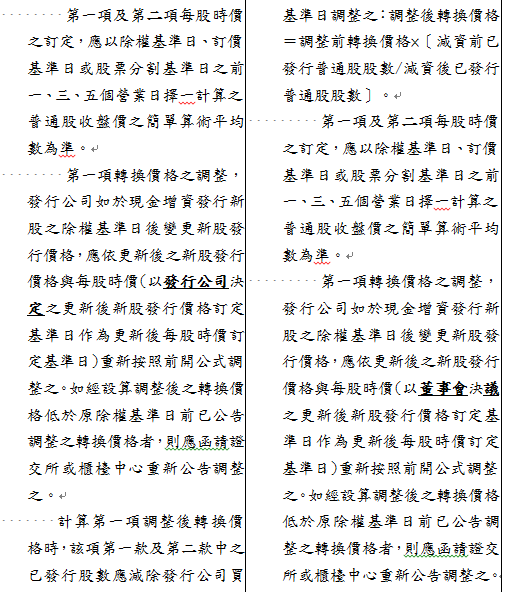 第一項及第二項每股時價
之訂定，應以除權基準日、訂價
基準日或股票分割基準日之前
一、三、五個營業日擇一計算之
普通股收盤價之簡單算術平均
數為準。
第一項轉換價格之調整，
發行公司如於現金增資發行新
股之除權基準日後變更新股發
行價格，應依更新後之新股發行
價格與每股時價(以發行公司決
定之更新後新股發行價格訂定
基準日作為更新後每股時價訂
定基準日)重新按照前開公式調
整之。如經設算調整後之轉換價
格低於原除權基準日前已公告
調整之轉換價格者，則應函請證
交所或櫃檯中心重新公告調整
之。
計算第一項調整後轉換價
格時，該項第一款及第二款中之
已發行股數應減除發行公司買
基準日調整之：調整後轉換價格
＝調整前轉換價格×〔減資前已
發行普通股股數/減資後已發行
普通股股數〕。
第一項及第二項每股時價
之訂定，應以除權基準日、訂價
基準日或股票分割基準日之前
一、三、五個營業日擇一計算之
普通股收盤價之簡單算術平均
數為準。
第一項轉換價格之調整，
發行公司如於現金增資發行新
股之除權基準日後變更新股發
行價格，應依更新後之新股發行
價格與每股時價(以董事會決議
之更新後新股發行價格訂定基
準日作為更新後每股時價訂定
基準日)重新按照前開公式調整
之。如經設算調整後之轉換價格
低於原除權基準日前已公告調
整之轉換價格者，則應函請證交
所或櫃檯中心重新公告調整之。